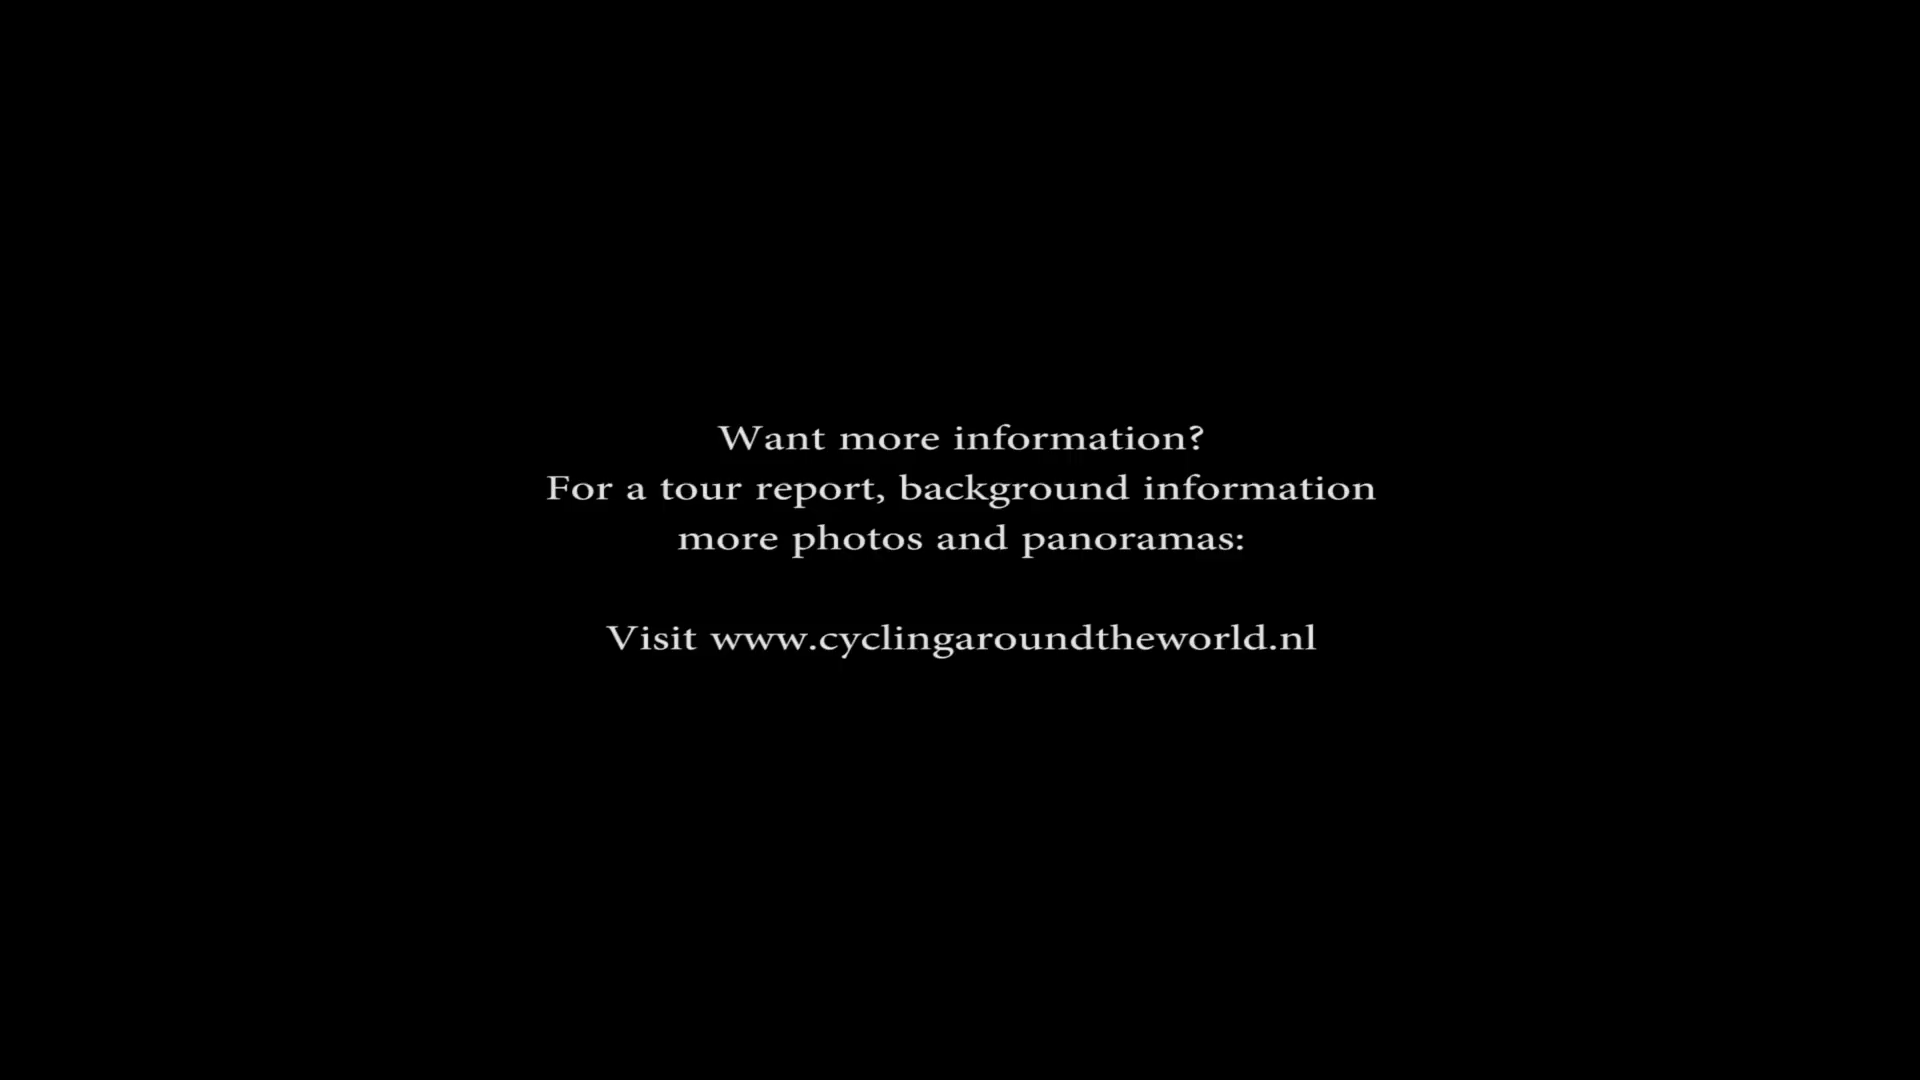 Want more information?
For a tour report, background information
more photos and panoramas:
Visit www.cyclingaroundtheworld.nl